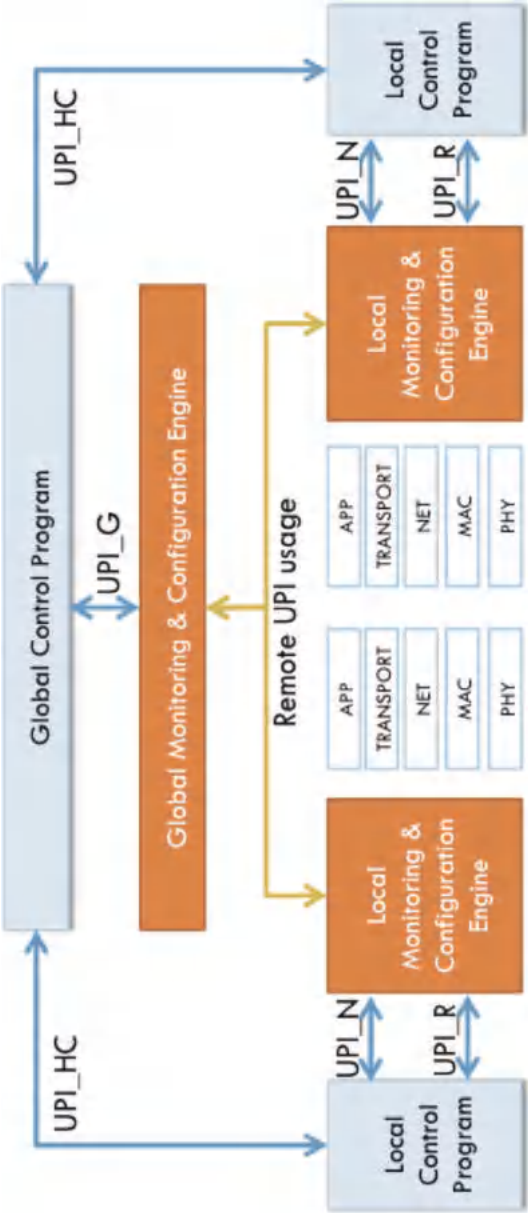 Global Control Program
UPI_HC
UPI_G
UPI_HC
Global Monitoring & Configuration Engine
Remote UPI usage
Local
Control
Program
UPI_N
UPI_R
Local
Monitoring &
Configuration
Engine
APP
TRANSPORT
NET
MAC
PHY
APP
TRANSPORT
NET
MAC
PHY
Local
Monitoring &
Configuration
Engine
UPI_N
UPI_R
Local
Control
Program